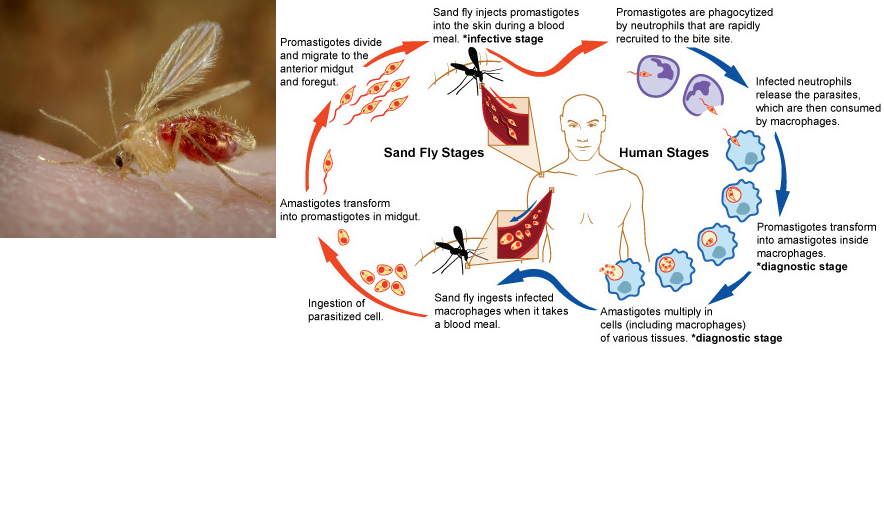 Sand fly injects promastigotes
into the skin during a blood
meal. *infective stage
Promastigotes are phagocytized
by neutrophils that are rapidly
recruited to the bite site.
Infected neutrophils
release the parasites,
which are then consumed
by macrophages.
Promastigotes transform
into amastigotes inside
macrophages.
*diagnostic stage
Amastigotes multiply in
cells (including macrophages)
of various tissues. *diagnostic stage
Sand fly ingests infected
macrophages when it takes
a blood meal.
Ingestion of
parasitized cell.
Amastigotes transform
into promastigotes in midgut.
Promastigotes divide
and migrate to the
anterior midgut
and foregut.
Sand Fly Stages
Human Stages